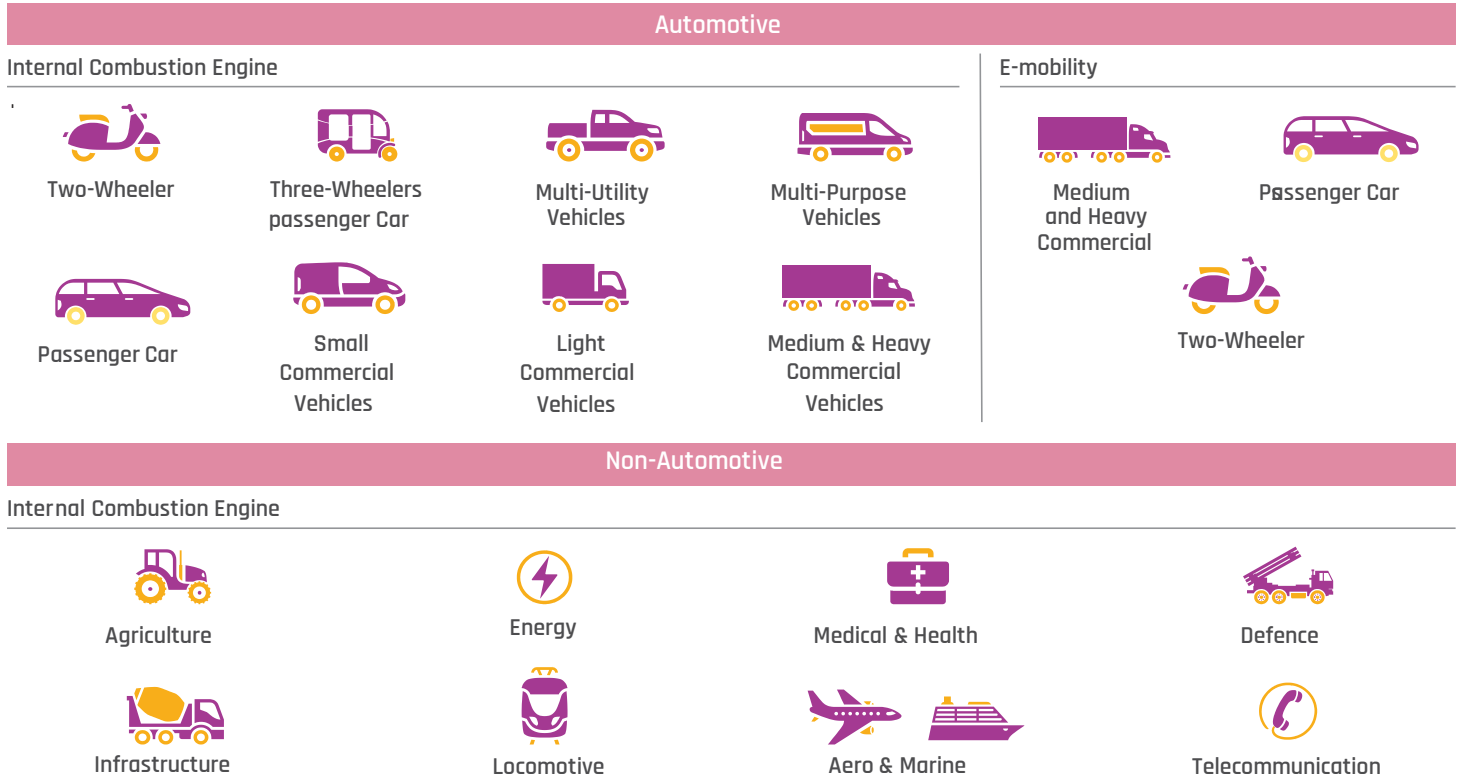 Automotive
Internal Combustion Engine
Two-Wheeler
Three-Wheelers
passenger Car
Multi-Utility
Vehicles
Multi-Purpose
Vehicles
Passenger Car
Small
Commercial
Vehicles
Light
Commercial
Vehicles
Medium & Heavy
Commercial
Vehicles
E-mobility
Medium
and Heavy
Commercial
Passenger Car
Two-Wheeler
Non-Automotive
Internal Combustion Engine
Agriculture
Energy
Medical & Health
Defence
Infrastructure
Locomotive
Aero & Marine
Telecommunication